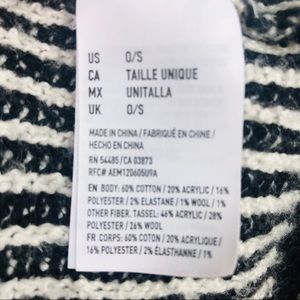 US O/S
CA TAILLE UNIQUE
MX UNITALLA
UK O/S
MADE IN CHINA / FABRIQUÉ EN CHINE /
HECHO EN CHINA
RN 54485/CA 03873
RFC# AEM120605U9A
EN BODY: 60% COTTON / 20% ACRYLIC / 16%
POLYESTER / 2% ELASTANE / 1% WOOL / 1%
OTHER FIBER. TASSEL: 46% ACRYLIC / 28%
POLYESTER / 26% WOOL
FR CORPS: 60% COTON / 20% ACRYLIQUE /
16% POLYESTER / 2% ÉLASTHANNE / 1%